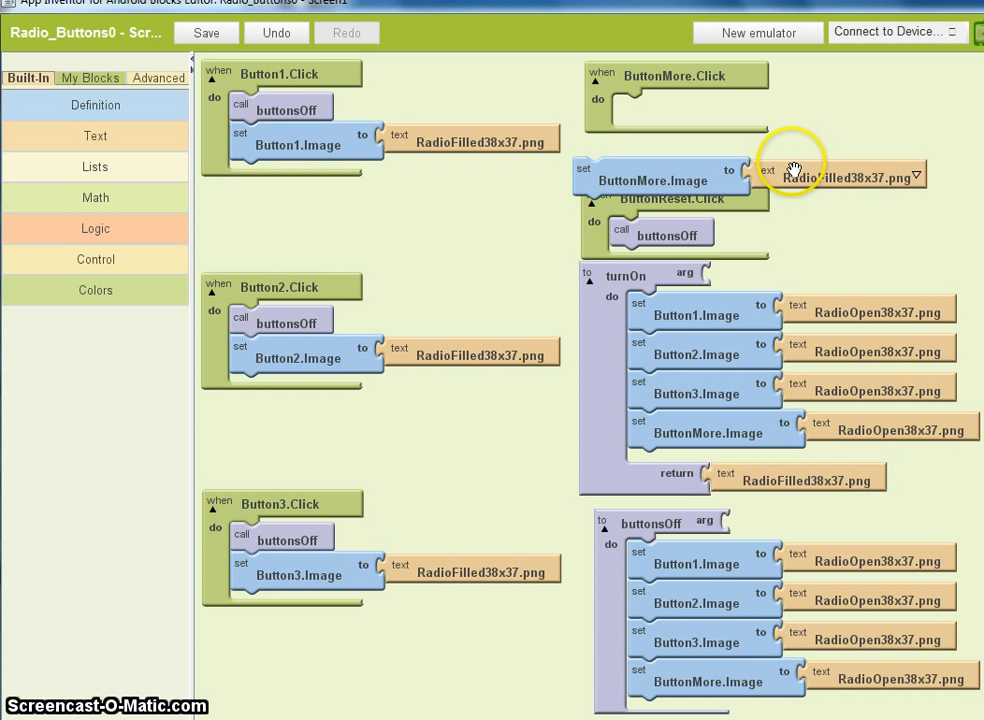 App Inventor for Android Blocks Editor: Radio_Buttons0 - Screen1
Radio_Buttons0 - Scr...
Save
Undo
Redo
New emulator
Connect to Device...
Built-In
My Blocks
Advanced
Definition
Text
Lists
Math
Logic
Control
Colors
when Button1.Click
do
call buttonsOff
set Button1.Image to text RadioFilled38x37.png
when Button2.Click
do
call buttonsOff
set Button2.Image to text RadioFilled38x37.png
when Button3.Click
do
call buttonsOff
set Button3.Image to text RadioFilled38x37.png
when ButtonMore.Click
do
set ButtonMore.Image to text RadioFilled38x37.png
ButtonReset.Click
do
call buttonsOff
to turnOn arg
do
set Button1.Image to text RadioOpen38x37.png
set Button2.Image to text RadioOpen38x37.png
set Button3.Image to text RadioOpen38x37.png
set ButtonMore.Image to text RadioOpen38x37.png
return text RadioFilled38x37.png
to buttonsOff arg
do
set Button1.Image to text RadioOpen38x37.png
set Button2.Image to text RadioOpen38x37.png
set Button3.Image to text RadioOpen38x37.png
set ButtonMore.Image to text RadioOpen38x37.png
Screencast-O-Matic.com